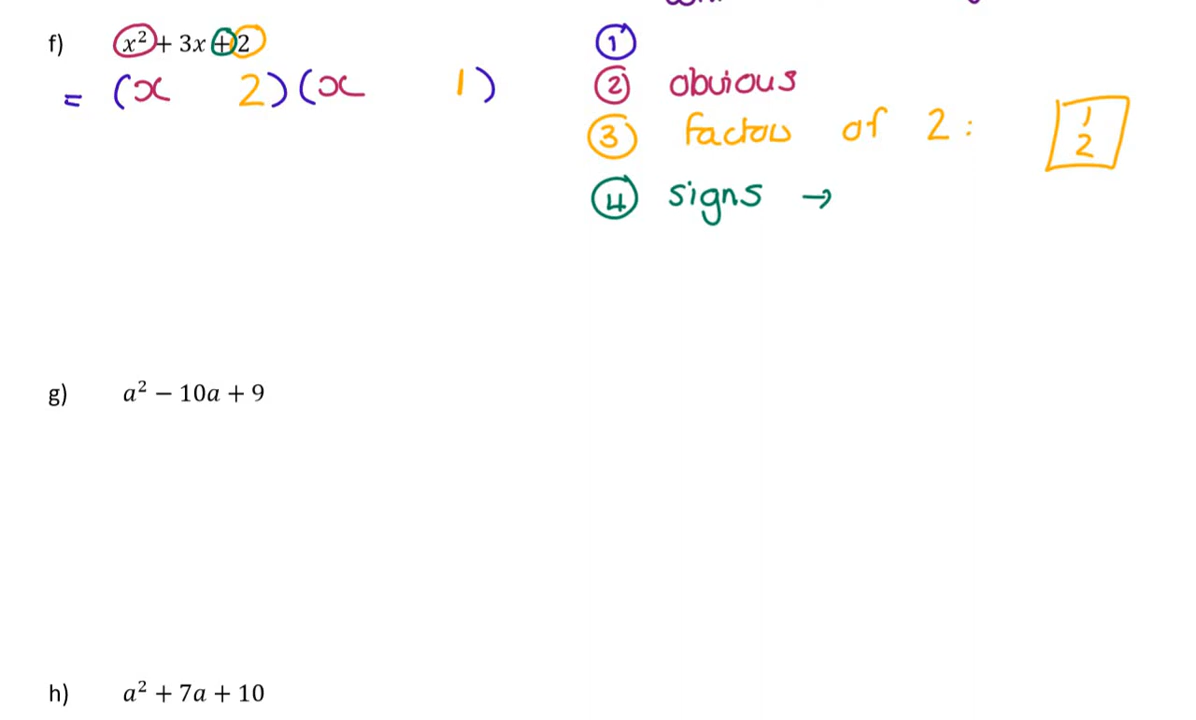 f) x² + 3x + 2
= (x 2)(x 1)
①
② obvious
③ factors of 2: 1 2
④ signs →
g) a² − 10a + 9
h) a² + 7a + 10